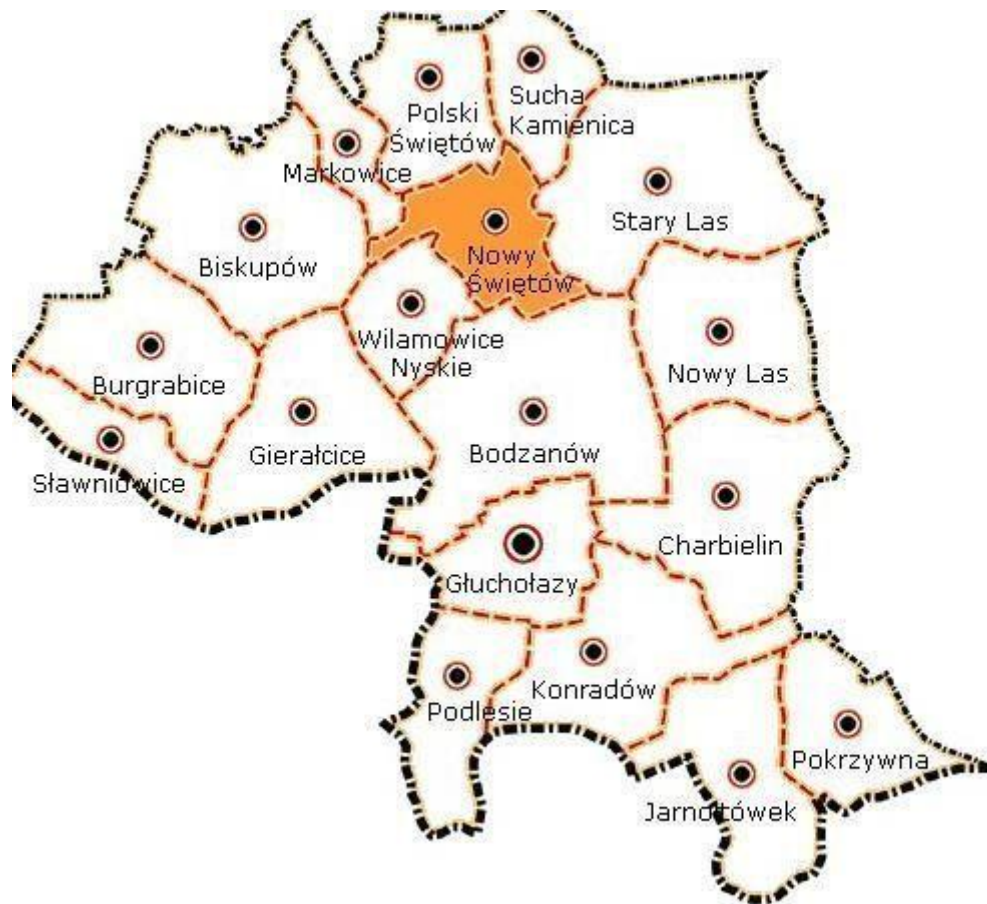 Sucha
Kamienica
Polski
Świętów
Markowice
Stary Las
Nowy
Świętów
Biskupów
Wilamowice
Nyskie
Nowy Las
Burgrabice
Gierałcice
Bodzanów
Sławniowice
Charbielin
Głuchołazy
Konradów
Podlesie
Pokrzywna
Jarnołtówek